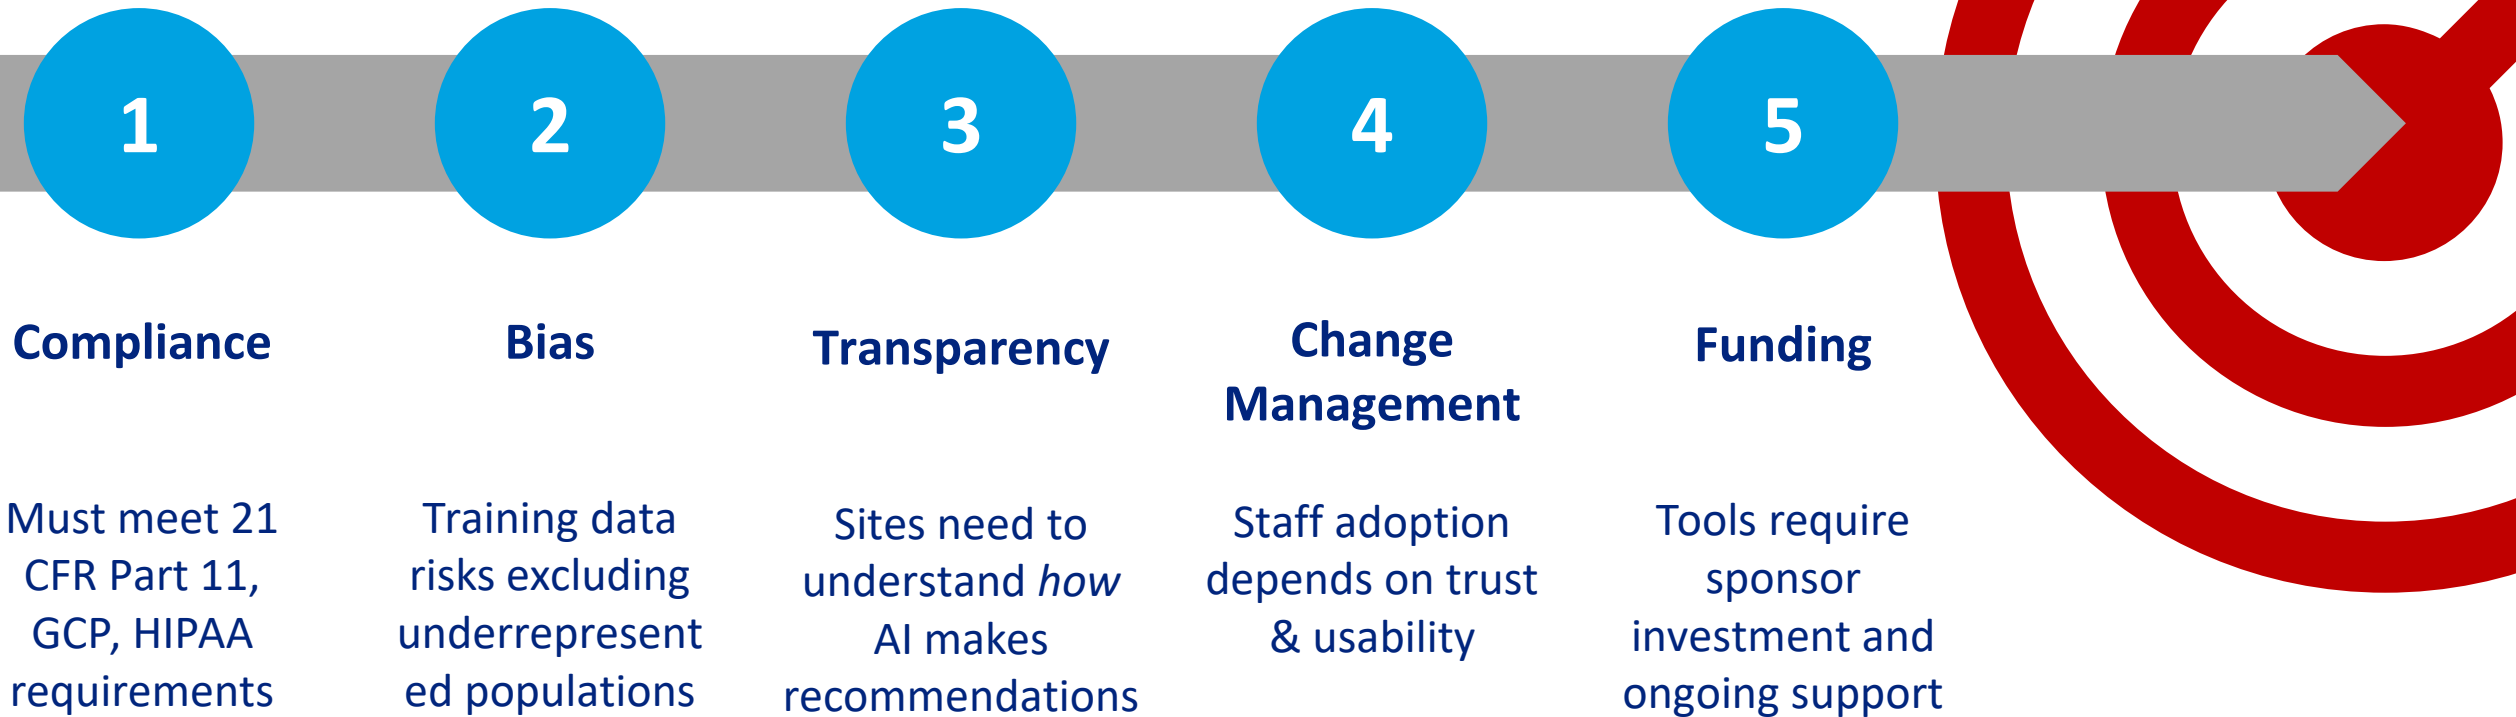 1
2
3
4
5
Compliance
Must meet 21
CFR Part 11,
GCP, HIPAA
requirements
Bias
Training data
risks excluding
underrepresent
ed populations
Transparency
Sites need to
understand how
AI makes
recommendations
Change
Management
Staff adoption
depends on trust
& usability
Funding
Tools require
sponsor
investment and
ongoing support